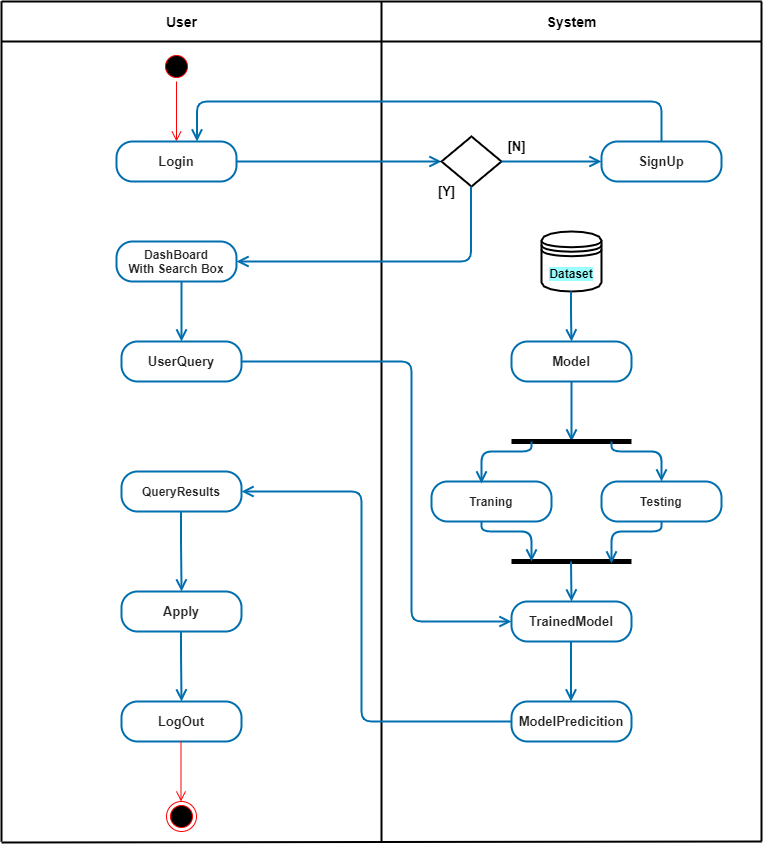 User
System
Login
[N]
SignUp
[Y]
DashBoard
With Search Box
Dataset
UserQuery
Model
QueryResults
Traning
Testing
Apply
TrainedModel
LogOut
ModelPredicition